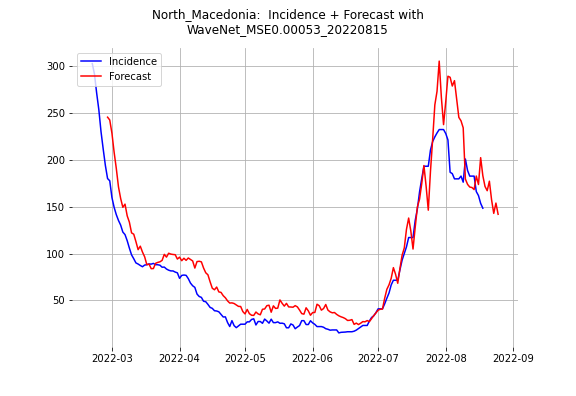 North_Macedonia:  Incidence + Forecast with
WaveNet_MSE0.00053_20220815
Incidence
Forecast
300
250
200
150
100
50
2022-03 2022-04 2022-05 2022-06 2022-07 2022-08 2022-09